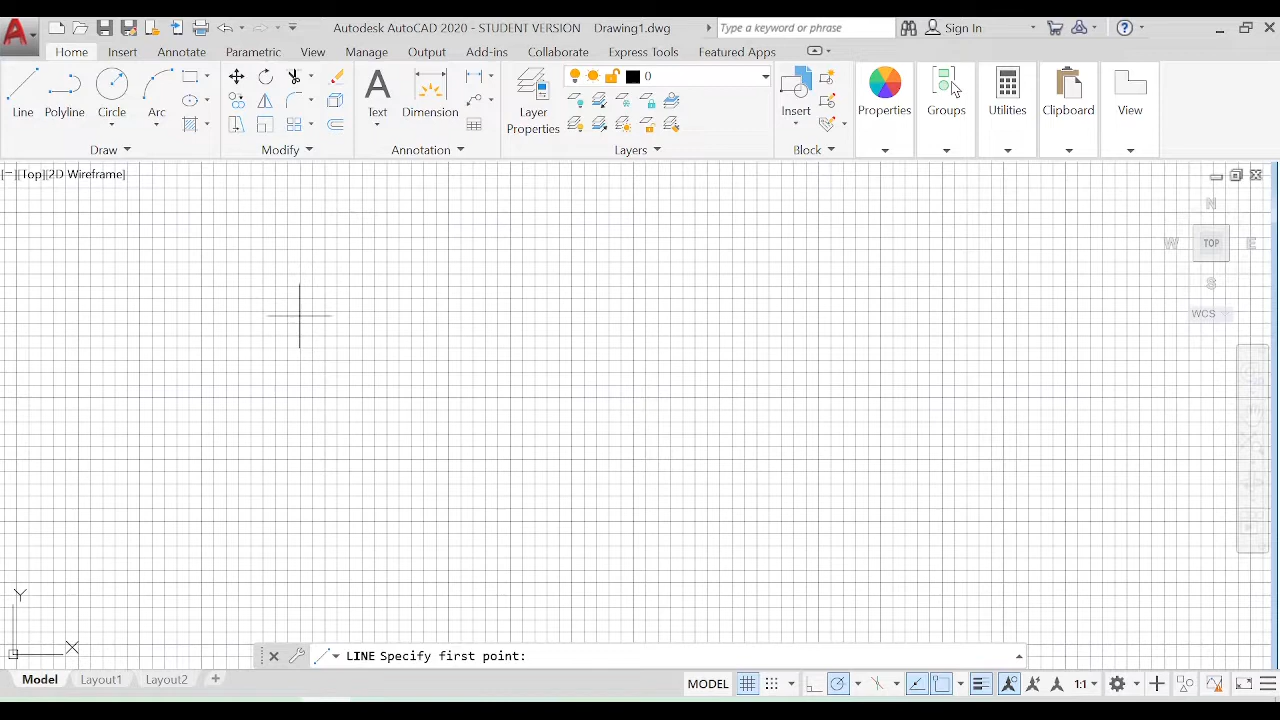 A Autodesk AutoCAD 2020 - STUDENT VERSION Drawing1.dwg Type a keyword or phrase Sign In ?
Home Insert Annotate Parametric View Manage Output Add-ins Collaborate Express Tools Featured Apps
Line Polyline Circle Arc Draw
Modify
A Text Dimension Annotation
Layer
Properties
0
Layers
Insert Block
Properties
Groups
Utilities
Clipboard
View
[−][Top][2D Wireframe]
N
W TOP E
S
WCS
Y
X
LINE Specify first point:
Model Layout1 Layout2 + MODEL 1:1